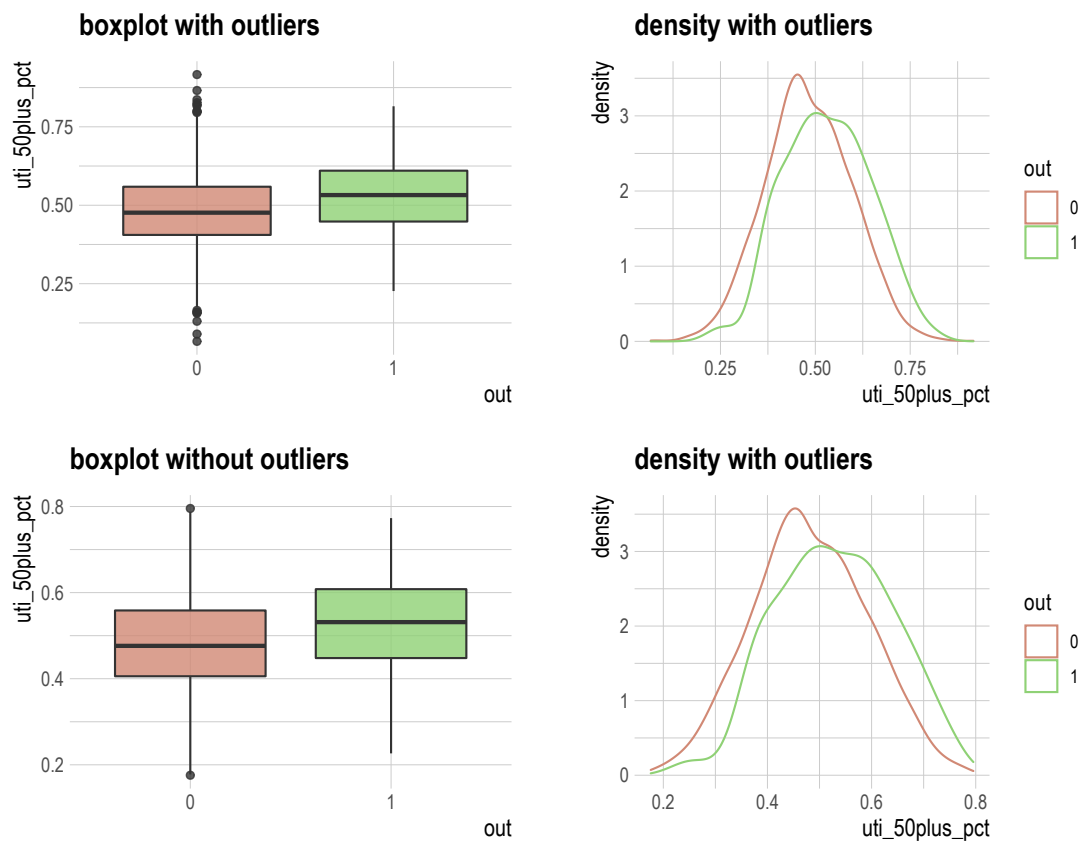 boxplot with outliers
uti_50plus_pct
0.75
0.50
0.25
0 1
out
density with outliers
density
3
2
1
0
0.25 0.50 0.75
uti_50plus_pct
out
0
1
boxplot without outliers
uti_50plus_pct
0.8
0.6
0.4
0.2
0 1
out
density with outliers
density
3
2
1
0
0.2 0.4 0.6 0.8
uti_50plus_pct
out
0
1